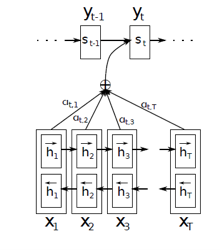 y_{t-1} y_t
... s_{t-1} s_t ...
⊕
α_{t,1} α_{t,2} α_{t,3} α_{t,T}
→h_1 →h_2 →h_3 →h_T
←h_1 ←h_2 ←h_3 ←h_T
x_1 x_2 x_3 x_T